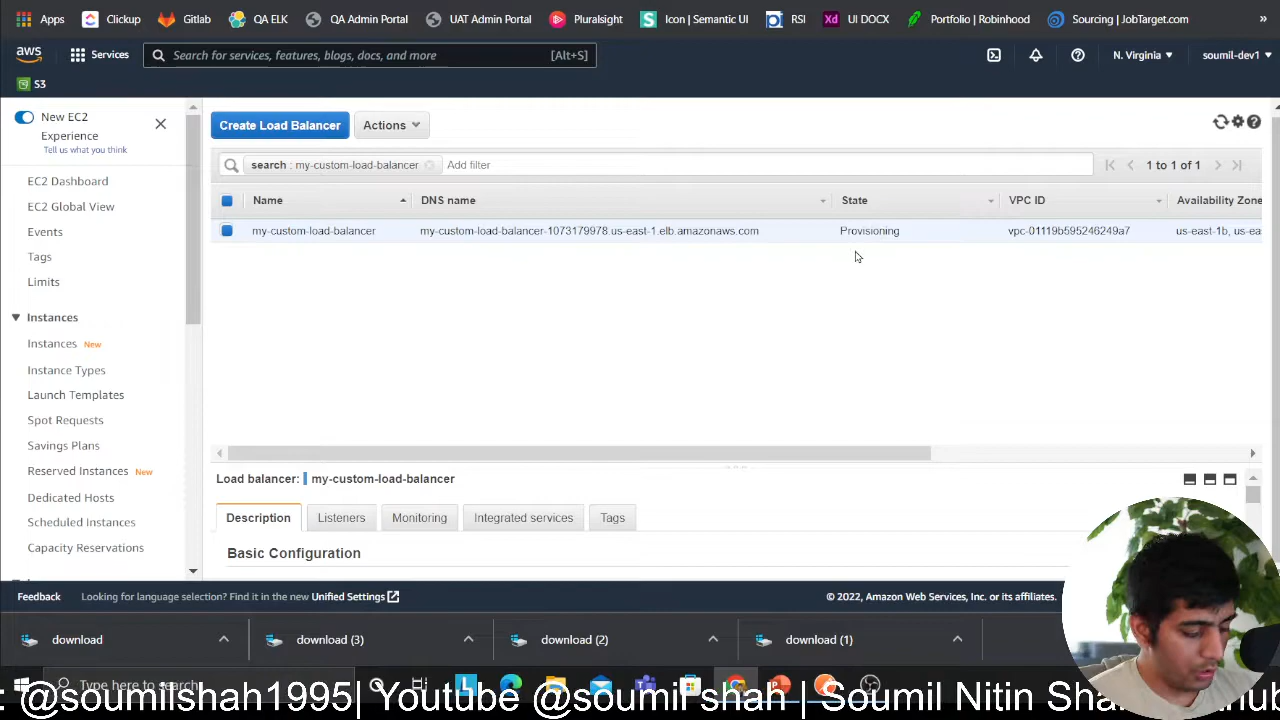 Apps Clickup Gitlab QA ELK QA Admin Portal UAT Admin Portal Pluralsight Icon | Semantic UI RSI UI DOCX Portfolio | Robinhood Sourcing | JobTarget.com »
aws Services Search for services, features, blogs, docs, and more [Alt+S] N. Virginia soumil-dev1
S3
New EC2
Experience
Tell us what you think
EC2 Dashboard
EC2 Global View
Events
Tags
Limits
Instances
Instances New
Instance Types
Launch Templates
Spot Requests
Savings Plans
Reserved Instances New
Dedicated Hosts
Scheduled Instances
Capacity Reservations
Create Load Balancer Actions
search : my-custom-load-balancer Add filter 1 to 1 of 1
Name DNS name State VPC ID Availability Zone
my-custom-load-balancer my-custom-load-balancer-1073179978.us-east-1.elb.amazonaws.com Provisioning vpc-01119b595246249a7 us-east-1b, us-ea
Load balancer: my-custom-load-balancer
Description Listeners Monitoring Integrated services Tags
Basic Configuration
Feedback Looking for language selection? Find it in the new Unified Settings © 2022, Amazon Web Services, Inc. or its affiliates.
download download (3) download (2) download (1)
Type here to search
: @soumilshah1995| Youtube @soumil shah | Soumil Nitin Sha